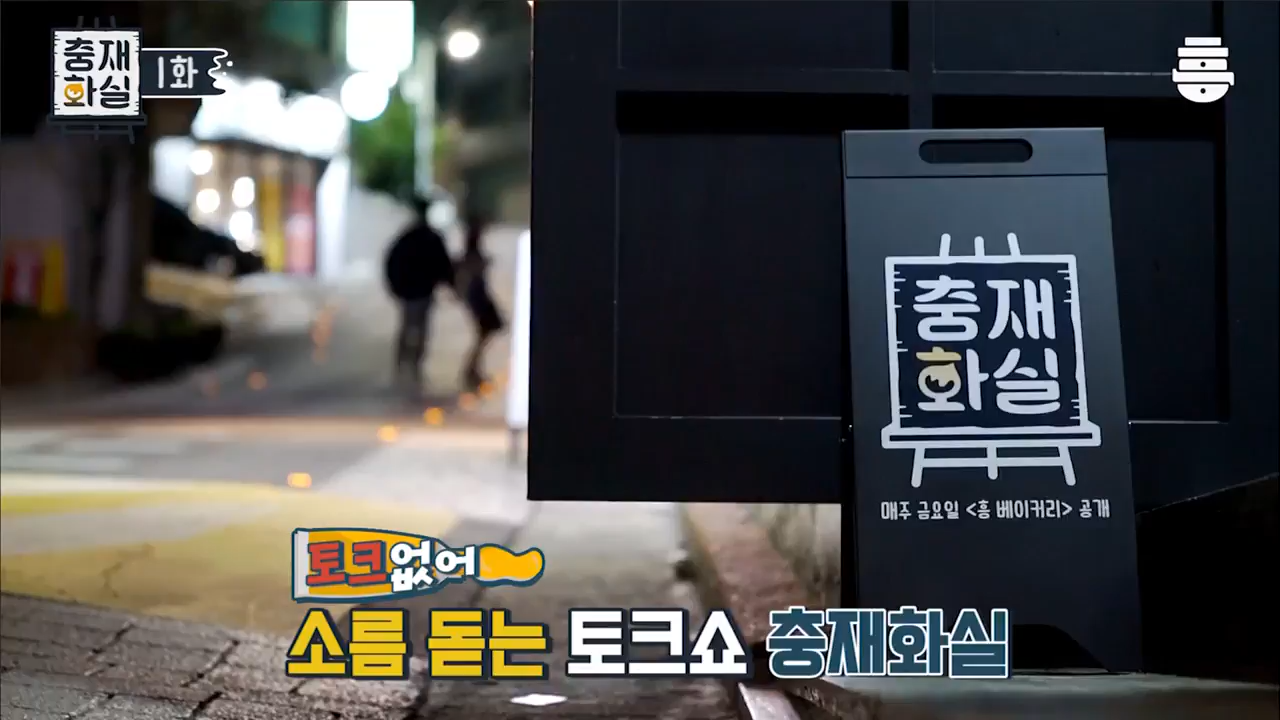 충재
화실
1화
흥
충재
화실
매주 금요일 <흥 베이커리> 공개
토크없어
소름 돋는 토크쇼 충재화실